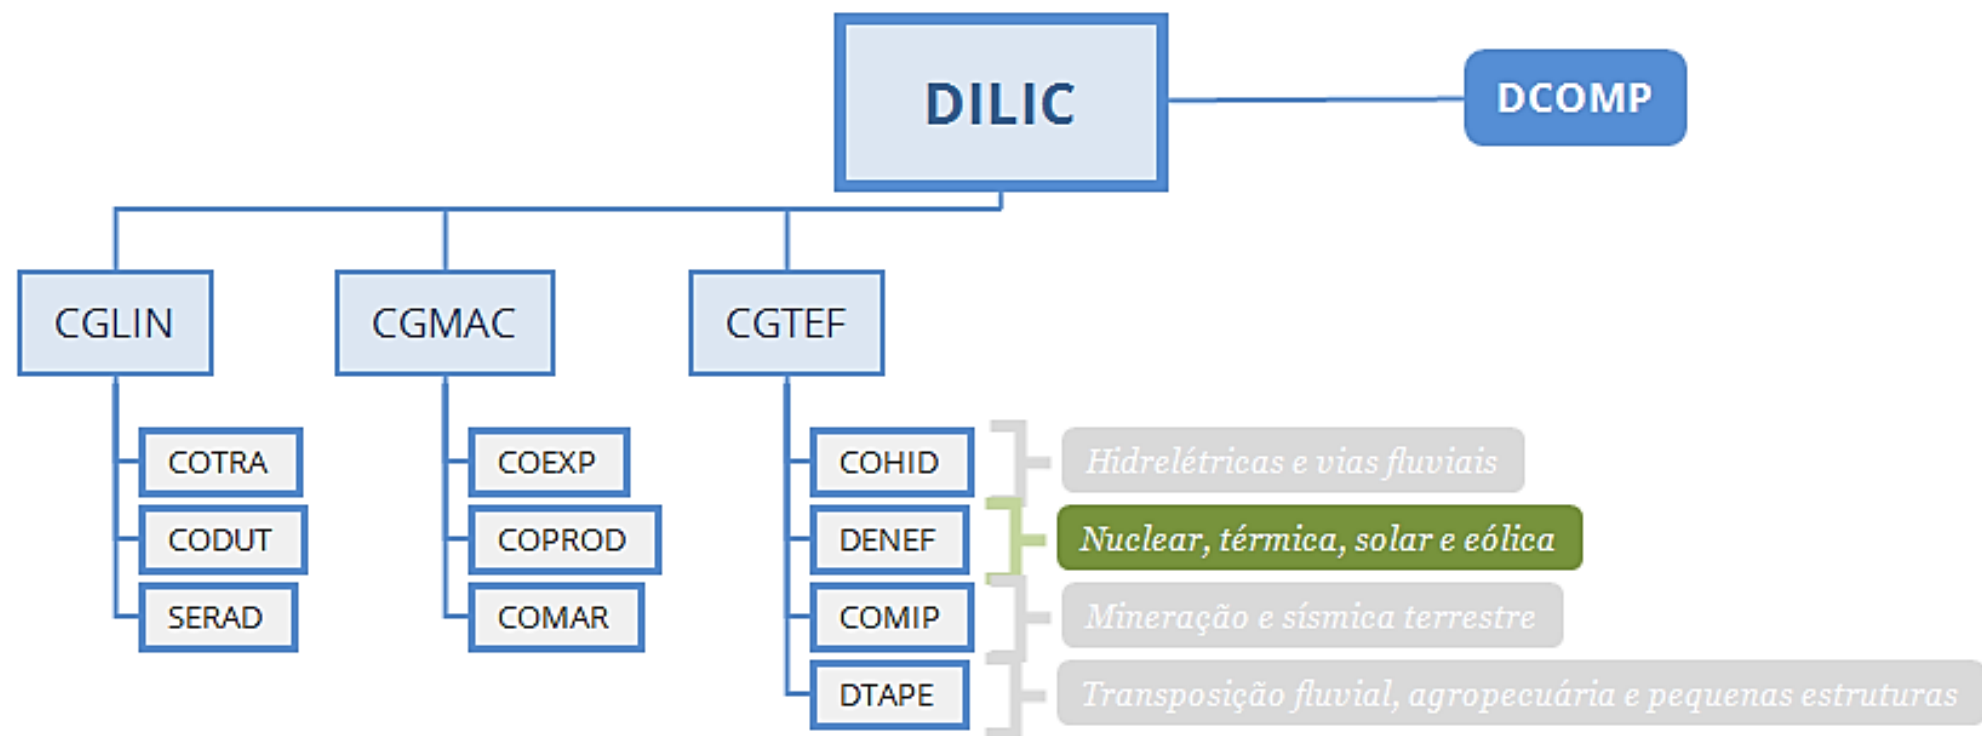 DILIC
DCOMP
CGLIN
CGMAC
CGTEF
COTRA
COEXP
COHID
Hidrelétricas e vias fluviais
CODUT
COPROD
DENEF
Nuclear, térmica, solar e eólica
SERAD
COMAR
COMIP
Mineração e sísmica terrestre
DTAPE
Transposição fluvial, agropecuária e pequenas estruturas